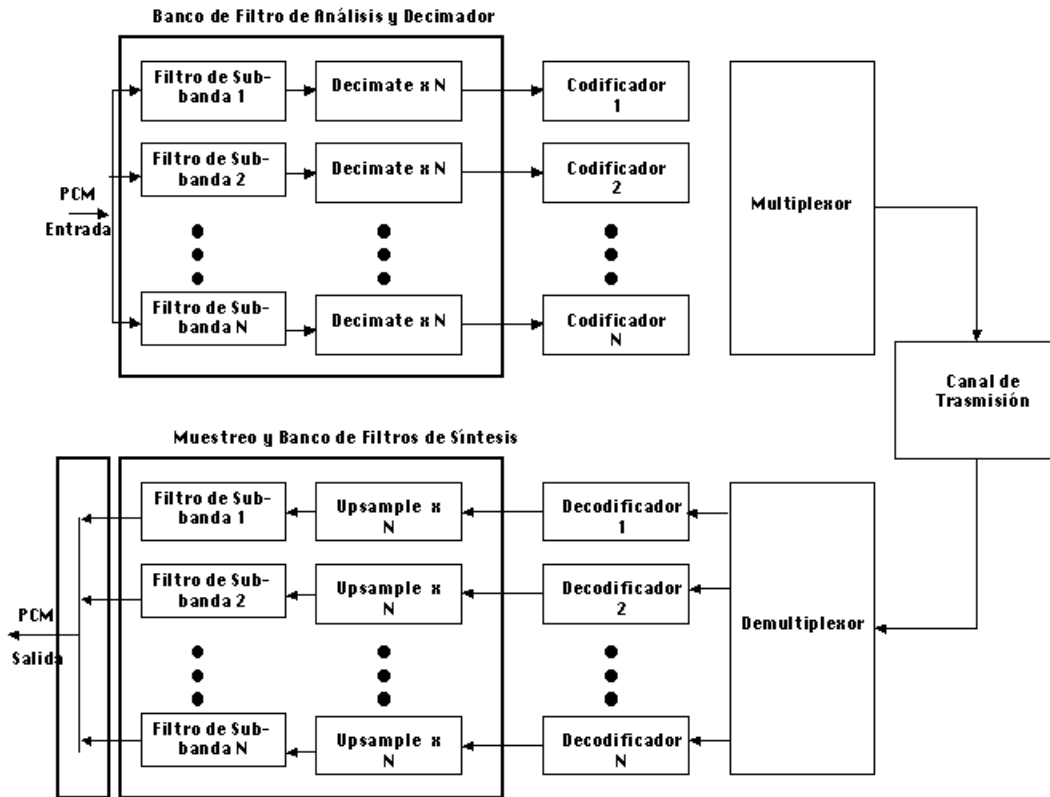 Banco de Filtro de Análisis y Decimador
Filtro de Sub-
banda 1
Decimate x N
Codificador
1
Filtro de Sub-
banda 2
Decimate x N
Codificador
2
PCM
Entrada
Multiplexor
Filtro de Sub-
banda N
Decimate x N
Codificador
N
Canal de
Trasmisión
Muestreo y Banco de Filtros de Síntesis
Filtro de Sub-
banda 1
Upsample x
N
Decodificador
1
Filtro de Sub-
banda 2
Upsample x
N
Decodificador
2
PCM
Salida
Demultiplexor
Filtro de Sub-
banda N
Upsample x
N
Decodificador
N